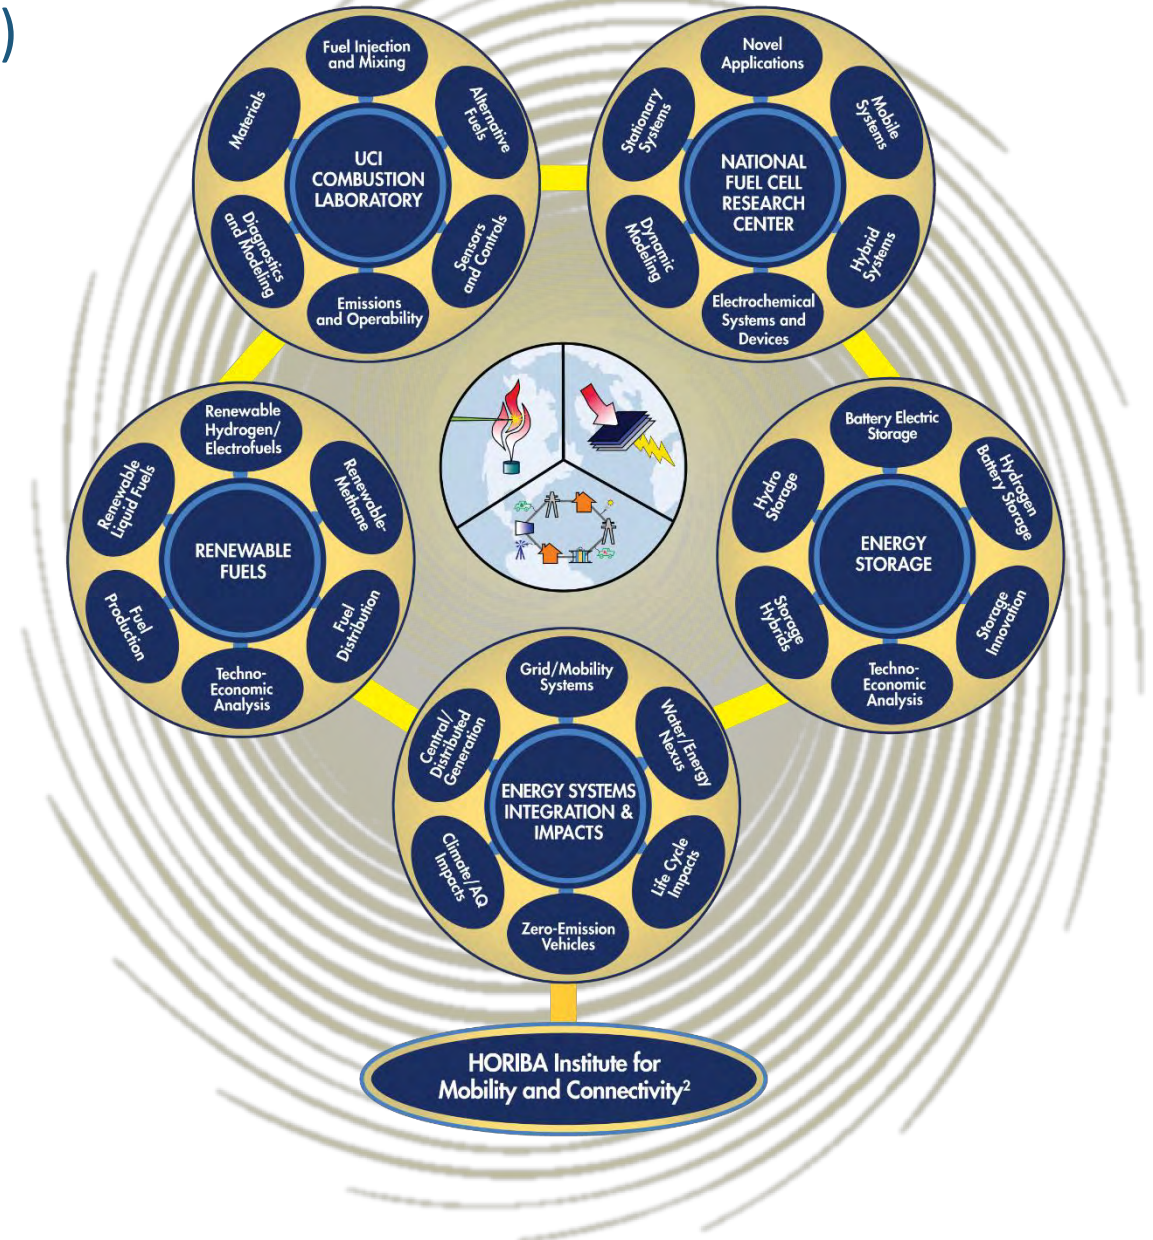 )
Fuel Injection
and Mixing
Alternative
Fuels
Sensors
and Controls
Emissions
and Operability
Diagnostics
and Modeling
Materials
UCI
COMBUSTION
LABORATORY
Novel
Applications
Mobile
Systems
Hybrid
Systems
Electrochemical
Systems and
Devices
Dynamic
Modeling
Stationary
Systems
NATIONAL
FUEL CELL
RESEARCH
CENTER
Renewable
Hydrogen/
Electrofuels
Renewable-
Methane
Fuel
Distribution
Techno-
Economic
Analysis
Fuel
Production
Renewable
Liquid Fuels
RENEWABLE
FUELS
Battery Electric
Storage
Hydrogen
Battery Storage
Storage
Innovation
Techno-
Economic
Analysis
Storage
Hybrids
Hydro
Storage
ENERGY
STORAGE
Grid/Mobility
Systems
Water/Energy
Nexus
Life Cycle
Impacts
Zero-Emission
Vehicles
Climate/AQ
Impacts
Central/
Distributed
Generation
ENERGY SYSTEMS
INTEGRATION &
IMPACTS
HORIBA Institute for
Mobility and Connectivity²